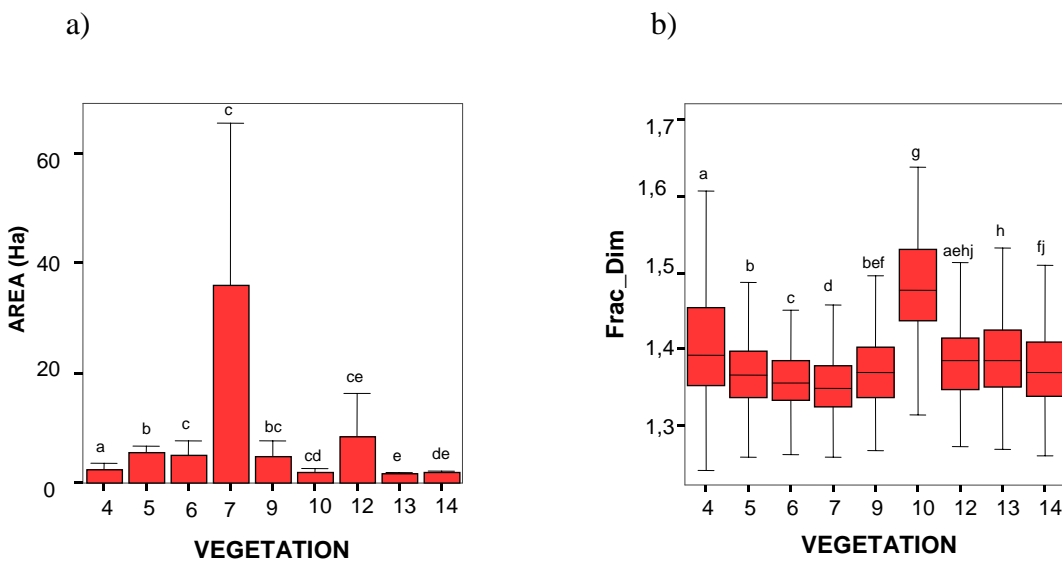 a)
c
60
AREA (Ha)
40
20
ce
b
c
bc
a
cd
e
de
0
4 5 6 7 9 10 12 13 14
VEGETATION
b)
1,7
g
a
1,6
Frac_Dim
1,5
b
c
d
bef
aehj
h
fj
1,4
1,3
4 5 6 7 9 10 12 13 14
VEGETATION